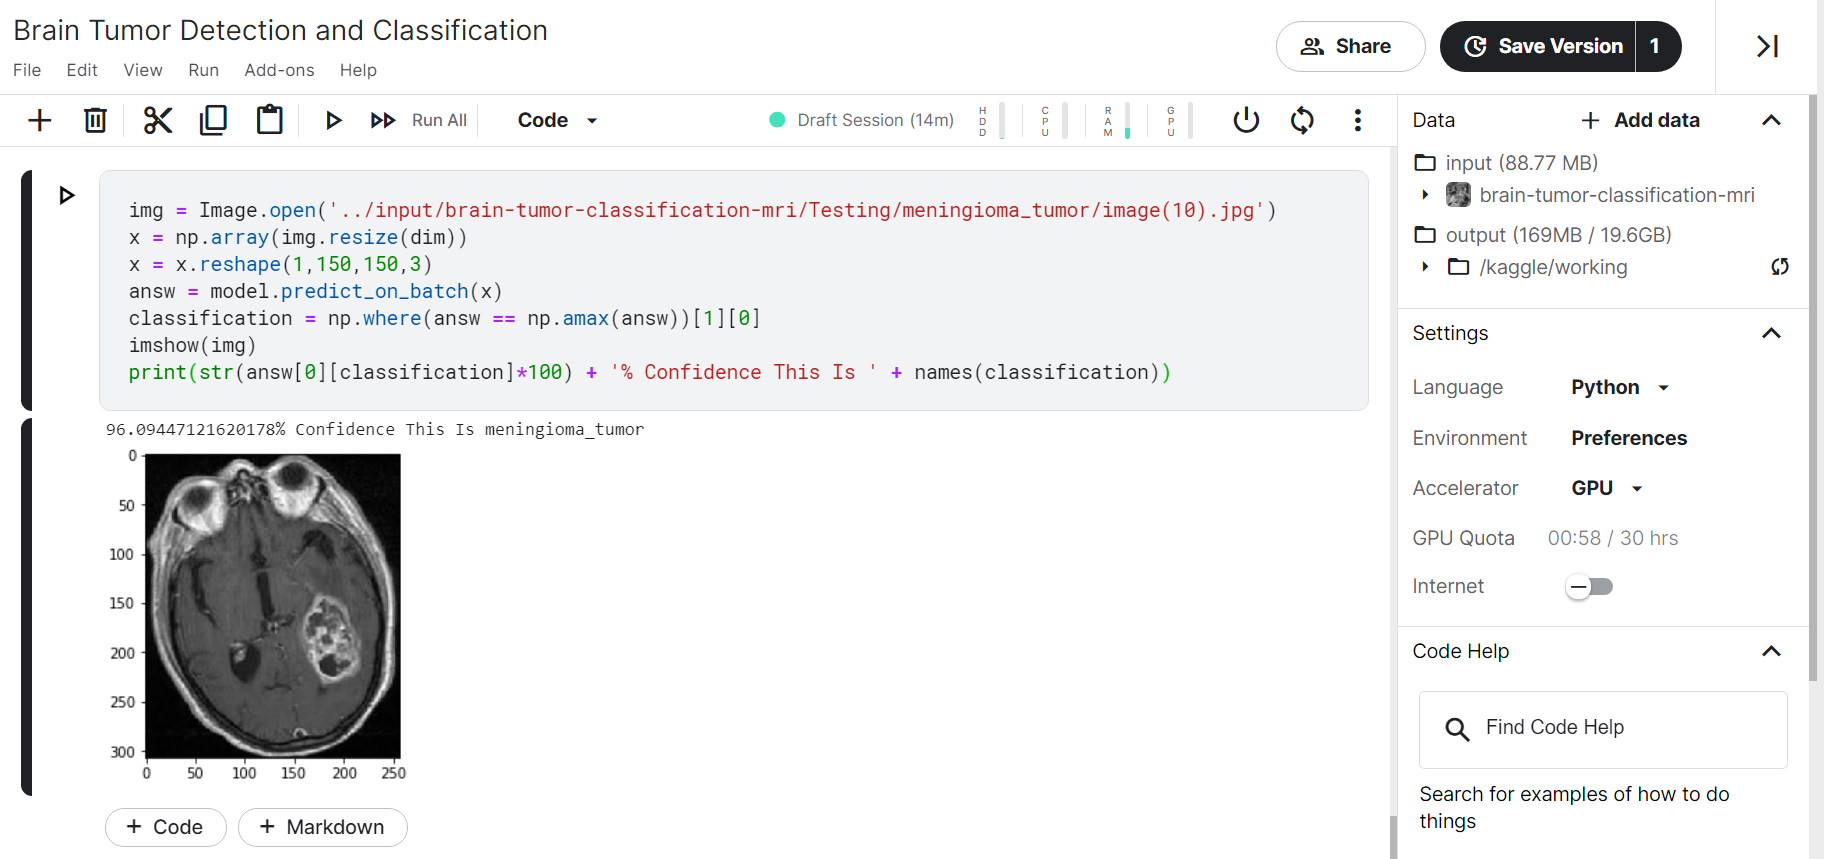 Brain Tumor Detection and Classification
File Edit View Run Add-ons Help
Share
Save Version 1
Run All
Code
Draft Session (14m)
HDD
CPU
RAM
GPU
img = Image.open('../input/brain-tumor-classification-mri/Testing/meningioma_tumor/image(10).jpg')
x = np.array(img.resize(dim))
x = x.reshape(1,150,150,3)
answ = model.predict_on_batch(x)
classification = np.where(answ == np.amax(answ))[1][0]
imshow(img)
print(str(answ[0][classification]*100) + '% Confidence This Is ' + names(classification))
96.09447121620178% Confidence This Is meningioma_tumor
0
50
100
150
200
250
300
0 50 100 150 200 250
+ Code
+ Markdown
Data
+ Add data
input (88.77 MB)
brain-tumor-classification-mri
output (169MB / 19.6GB)
/kaggle/working
Settings
Language Python
Environment Preferences
Accelerator GPU
GPU Quota 00:58 / 30 hrs
Internet
Code Help
Find Code Help
Search for examples of how to do
things